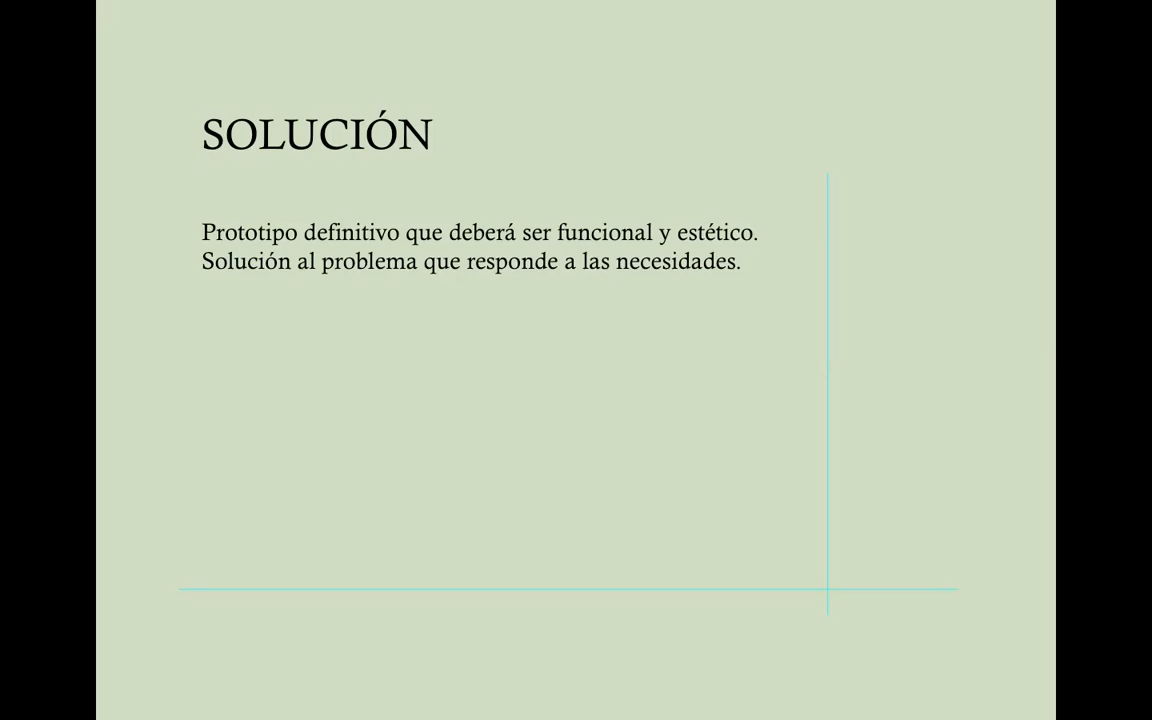 SOLUCIÓN
Prototipo definitivo que deberá ser funcional y estético.
Solución al problema que responde a las necesidades.